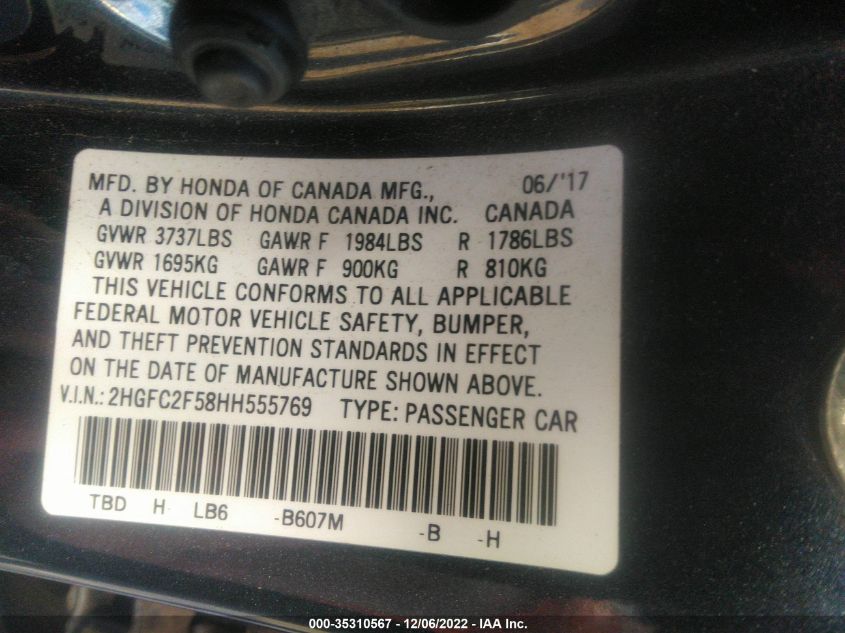 MFD. BY HONDA OF CANADA MFG., 06/'17
A DIVISION OF HONDA CANADA INC. CANADA
GVWR 3737LBS GAWR F 1984LBS R 1786LBS
GVWR 1695KG GAWR F 900KG R 810KG
THIS VEHICLE CONFORMS TO ALL APPLICABLE
FEDERAL MOTOR VEHICLE SAFETY, BUMPER,
AND THEFT PREVENTION STANDARDS IN EFFECT
ON THE DATE OF MANUFACTURE SHOWN ABOVE.
V.I.N.: 2HGFC2F58HH555769 TYPE: PASSENGER CAR
TBD H LB6 -B607M -B -H
000-35310567 - 12/06/2022 - IAA Inc.